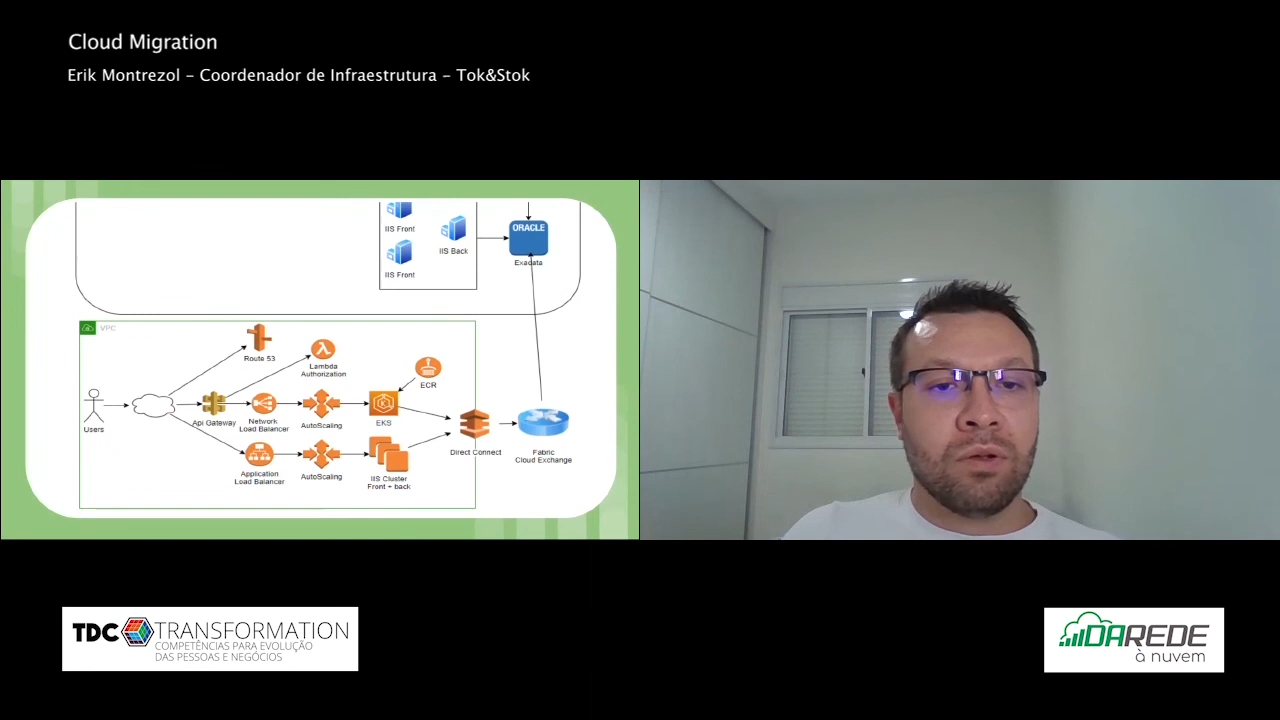 Cloud Migration
Erik Montrezol - Coordenador de Infraestrutura - Tok&Stok
IIS Front
IIS Back
IIS Front
ORACLE
Exadata
VPC
Route 53
Lambda
Authorization
ECR
Users
Api Gateway
Network
Load Balancer
AutoScaling
EKS
Direct Connect
Fabric
Cloud Exchange
Application
Load Balancer
AutoScaling
IIS Cluster
Front + back
TDC TRANSFORMATION
COMPETÊNCIAS PARA EVOLUÇÃO
DAS PESSOAS E NEGÓCIOS
DAREDE
à nuvem